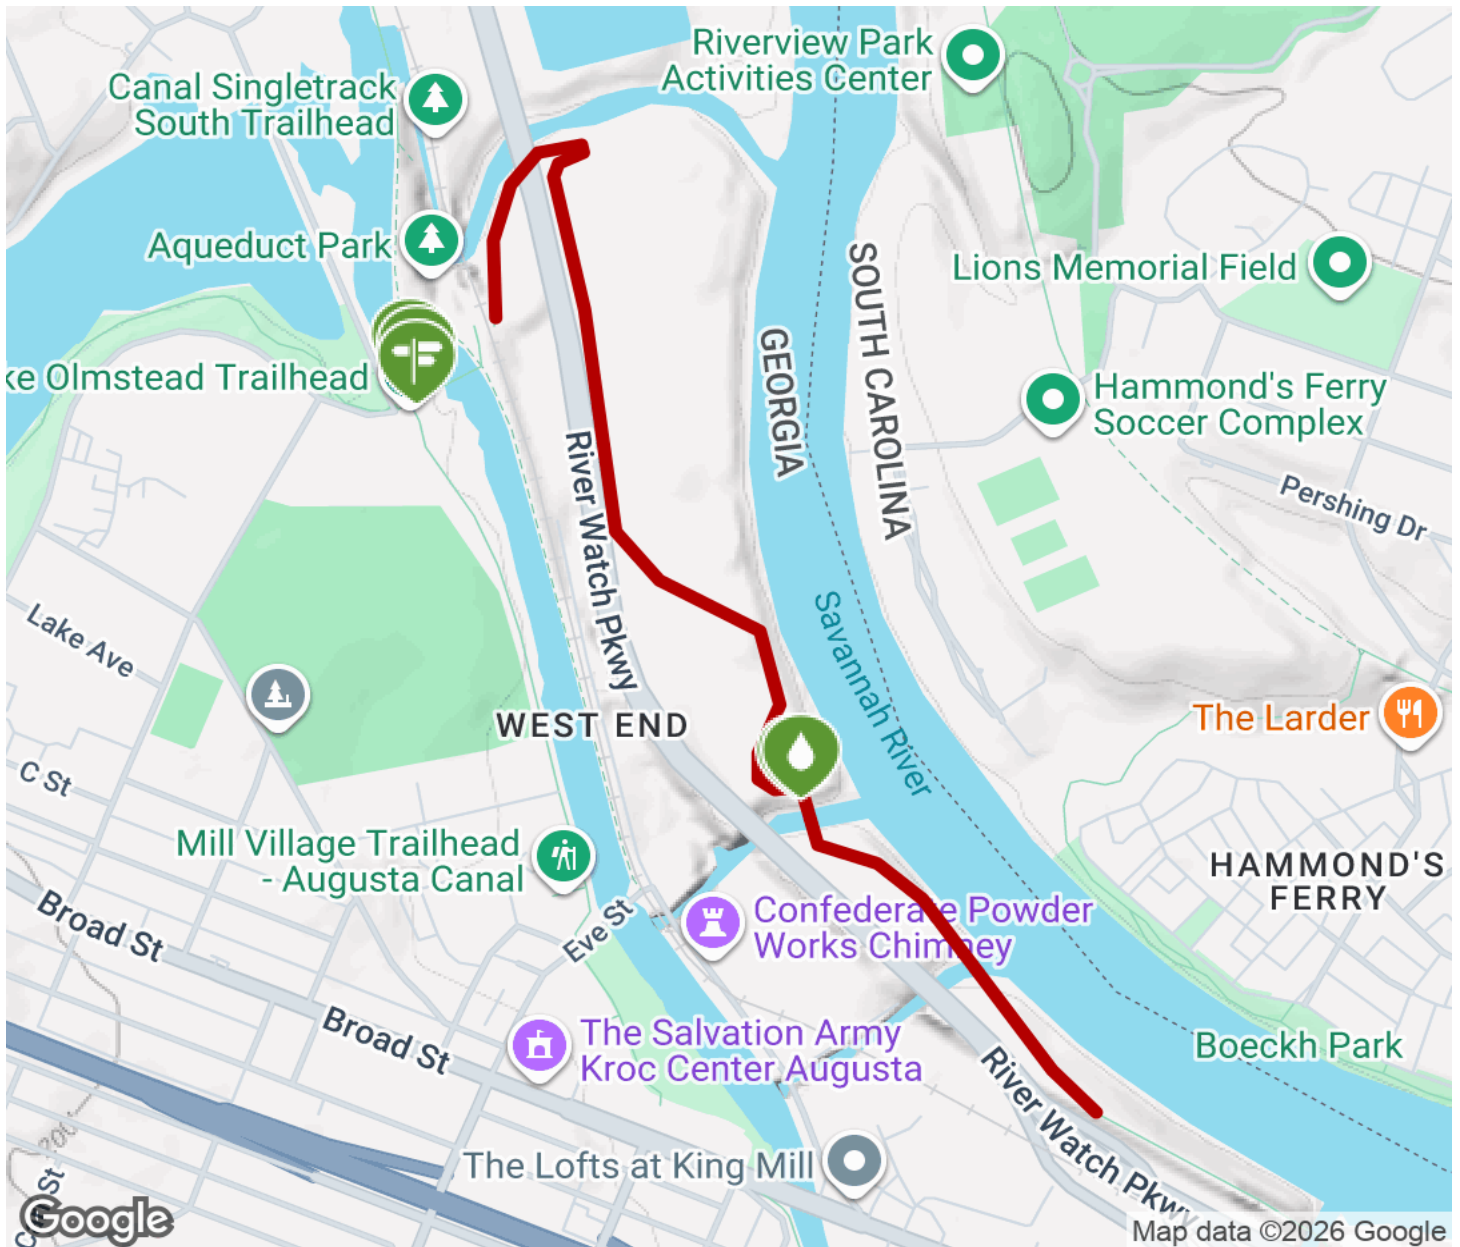 Riverview Park
Activities Center
Canal Singletrack
South Trailhead
Aqueduct Park
Lions Memorial Field
SOUTH CAROLINA
GEORGIA
ke Olmstead Trailhead
Hammond's Ferry
Soccer Complex
River Watch Pkwy
Pershing Dr
Lake Ave
Savannah River
The Larder
WEST END
C St
Mill Village Trailhead
- Augusta Canal
HAMMOND'S
FERRY
Broad St
Eve St
Confederate Powder
Works Chimney
Broad St
The Salvation Army
Kroc Center Augusta
Boeckh Park
River Watch Pkwy
200
The Lofts at King Mill
St
Google
Map data ©2026 Google